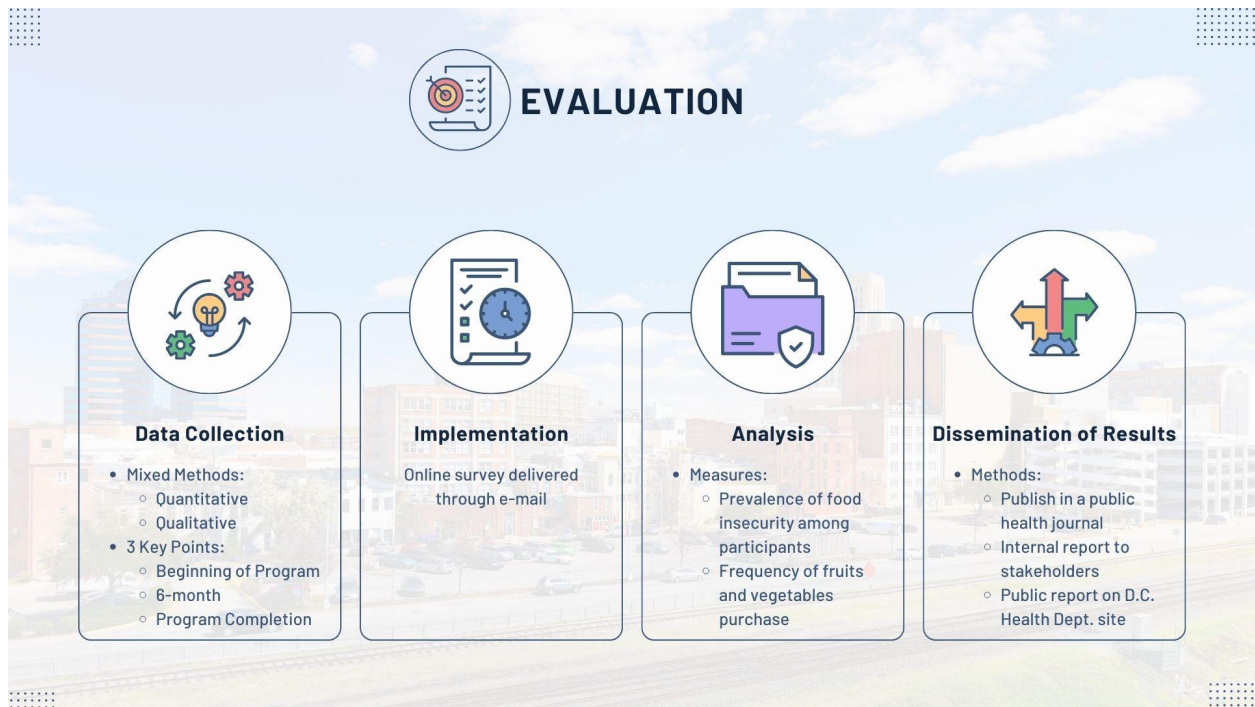 EVALUATION
Data Collection
• Mixed Methods:
○ Quantitative
○ Qualitative
• 3 Key Points:
○ Beginning of Program
○ 6-month
○ Program Completion
Implementation
Online survey delivered
through e-mail
Analysis
• Measures:
○ Prevalence of food
insecurity among
participants
○ Frequency of fruits
and vegetables
purchase
Dissemination of Results
• Methods:
○ Publish in a public
health journal
○ Internal report to
stakeholders
○ Public report on D.C.
Health Dept. site